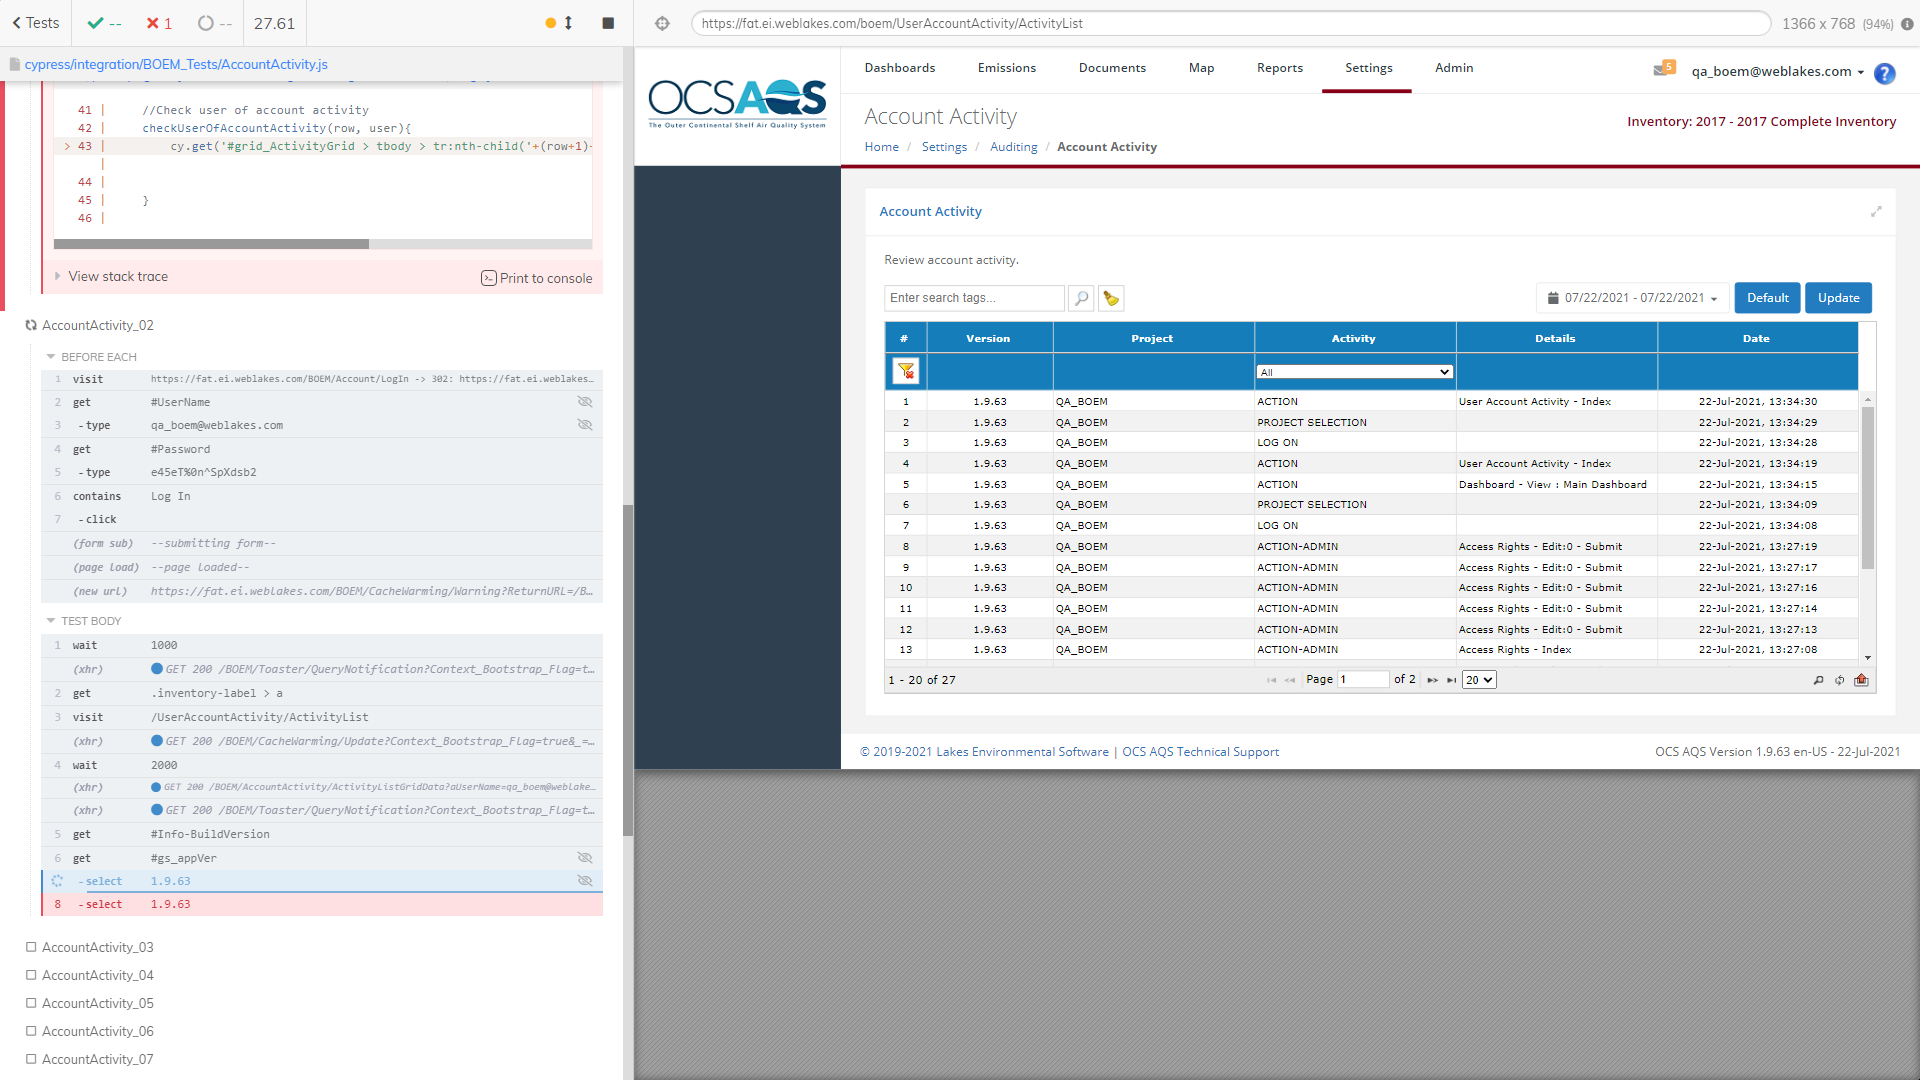 Tests
--
1
--
27.61
cypress/integration/BOEM_Tests/AccountActivity.js
41 | //Check user of account activity
42 | checkUserOfAccountActivity(row, user){
> 43 | cy.get('#grid_ActivityGrid > tbody > tr:nth-child('+(row+1)+
|
44 |
45 | }
46 |
View stack trace
Print to console
AccountActivity_02
BEFORE EACH
1 visit https://fat.ei.weblakes.com/BOEM/Account/LogIn -> 302: https://fat.ei.weblakes...
2 get #UserName
3 -type qa_boem@weblakes.com
4 get #Password
5 -type e45eT%0n^SpXdsb2
6 contains Log In
7 -click
(form sub) --submitting form--
(page load) --page loaded--
(new url) https://fat.ei.weblakes.com/BOEM/CacheWarming/Warning?ReturnURL=/B...
TEST BODY
1 wait 1000
(xhr) GET 200 /BOEM/Toaster/QueryNotification?Context_Bootstrap_Flag=t...
2 get .inventory-label > a
3 visit /UserAccountActivity/ActivityList
(xhr) GET 200 /BOEM/CacheWarming/Update?Context_Bootstrap_Flag=true&_=...
4 wait 2000
(xhr) GET 200 /BOEM/AccountActivity/ActivityListGridData?aUserName=qa_boem@weblake...
(xhr) GET 200 /BOEM/Toaster/QueryNotification?Context_Bootstrap_Flag=t...
5 get #Info-BuildVersion
6 get #gs_appVer
-select 1.9.63
8 -select 1.9.63
AccountActivity_03
AccountActivity_04
AccountActivity_05
AccountActivity_06
AccountActivity_07
https://fat.ei.weblakes.com/boem/UserAccountActivity/ActivityList
1366 x 768 (94%)
OCSAQS
The Outer Continental Shelf Air Quality System
Dashboards Emissions Documents Map Reports Settings Admin
5
qa_boem@weblakes.com
?
Account Activity
Inventory: 2017 - 2017 Complete Inventory
Home / Settings / Auditing / Account Activity
Account Activity
Review account activity.
Enter search tags...
07/22/2021 - 07/22/2021
Default
Update
# Version Project Activity Details Date
All
1 1.9.63 QA_BOEM ACTION User Account Activity - Index 22-Jul-2021, 13:34:30
2 1.9.63 QA_BOEM PROJECT SELECTION 22-Jul-2021, 13:34:29
3 1.9.63 QA_BOEM LOG ON 22-Jul-2021, 13:34:28
4 1.9.63 QA_BOEM ACTION User Account Activity - Index 22-Jul-2021, 13:34:19
5 1.9.63 QA_BOEM ACTION Dashboard - View : Main Dashboard 22-Jul-2021, 13:34:15
6 1.9.63 QA_BOEM PROJECT SELECTION 22-Jul-2021, 13:34:09
7 1.9.63 QA_BOEM LOG ON 22-Jul-2021, 13:34:08
8 1.9.63 QA_BOEM ACTION-ADMIN Access Rights - Edit:0 - Submit 22-Jul-2021, 13:27:19
9 1.9.63 QA_BOEM ACTION-ADMIN Access Rights - Edit:0 - Submit 22-Jul-2021, 13:27:17
10 1.9.63 QA_BOEM ACTION-ADMIN Access Rights - Edit:0 - Submit 22-Jul-2021, 13:27:16
11 1.9.63 QA_BOEM ACTION-ADMIN Access Rights - Edit:0 - Submit 22-Jul-2021, 13:27:14
12 1.9.63 QA_BOEM ACTION-ADMIN Access Rights - Edit:0 - Submit 22-Jul-2021, 13:27:13
13 1.9.63 QA_BOEM ACTION-ADMIN Access Rights - Index 22-Jul-2021, 13:27:08
1 - 20 of 27
Page 1 of 2
20
© 2019-2021 Lakes Environmental Software | OCS AQS Technical Support
OCS AQS Version 1.9.63 en-US - 22-Jul-2021